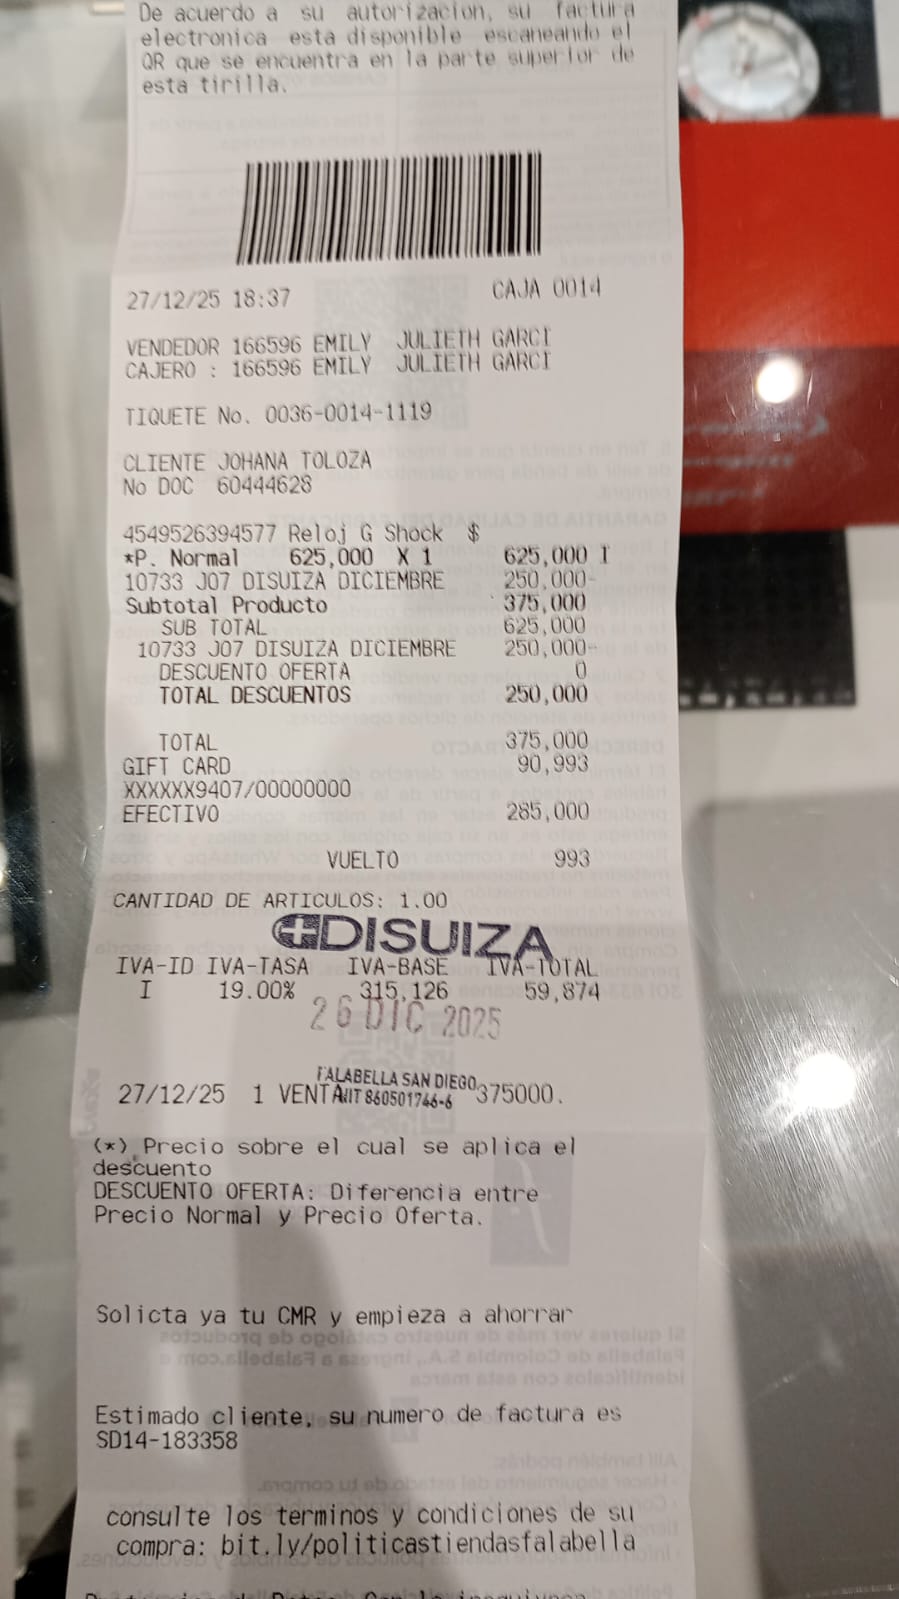 De acuerdo a su autorizacion, su factura
electronica esta disponible escaneando el
QR que se encuentra en la parte superior de
esta tirilla.
27/12/25 18:37 CAJA 0014
VENDEDOR 166596 EMILY JULIETH GARCI
CAJERO : 166596 EMILY JULIETH GARCI
TIQUETE No. 0036-0014-1119
CLIENTE JOHANA TOLOZA
No DOC 60444628
4549526394577 Reloj G Shock $
*P. Normal 625,000 X 1 625,000 I
10733 J07 DISUIZA DICIEMBRE 250,000-
Subtotal Producto 375,000
SUB TOTAL 625,000
10733 J07 DISUIZA DICIEMBRE 250,000-
DESCUENTO OFERTA 0
TOTAL DESCUENTOS 250,000
TOTAL 375,000
GIFT CARD 90,993
XXXXXX9407/00000000
EFECTIVO 285,000
VUELTO 993
CANTIDAD DE ARTICULOS: 1.00
DISUIZA
IVA-ID IVA-TASA IVA-BASE IVA-TOTAL
I 19.00% 315,126 59,874
26 DIC 2025
FALABELLA SAN DIEGO
27/12/25 1 VENTA NIT 860501746-6 375000.
(*) Precio sobre el cual se aplica el
descuento
DESCUENTO OFERTA: Diferencia entre
Precio Normal y Precio Oferta.
Solicta ya tu CMR y empieza a ahorrar
Estimado cliente, su numero de factura es
SD14-183358
consulte los terminos y condiciones de su
compra: bit.ly/politicastiendasfalabella